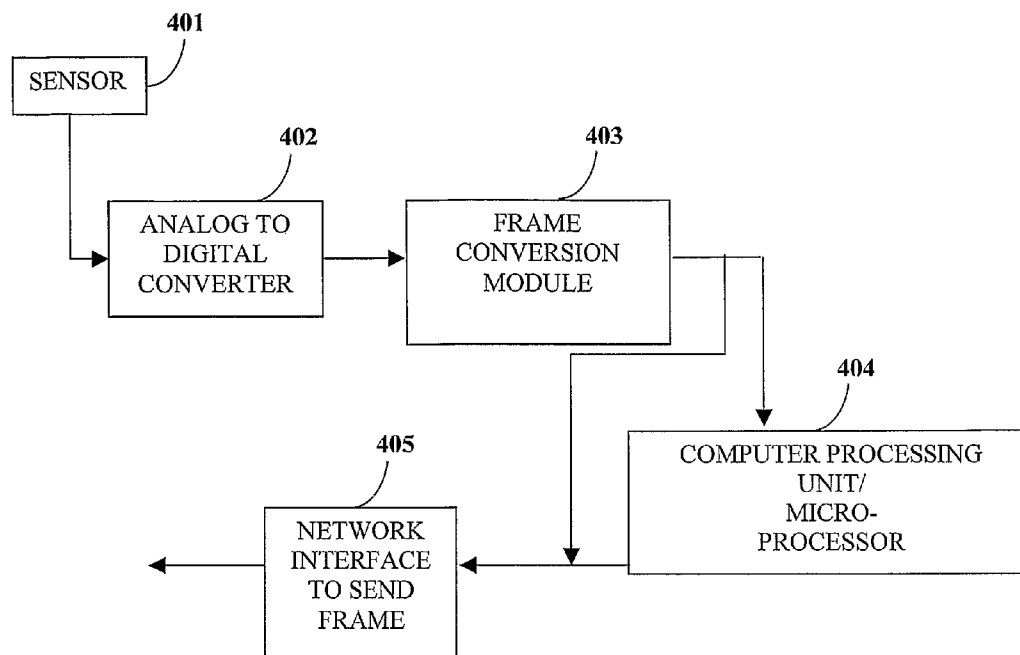 401
SENSOR
402
ANALOG TO
DIGITAL
CONVERTER
403
FRAME
CONVERSION
MODULE
404
COMPUTER PROCESSING
UNIT/
MICRO-
PROCESSOR
405
NETWORK
INTERFACE
TO SEND
FRAME